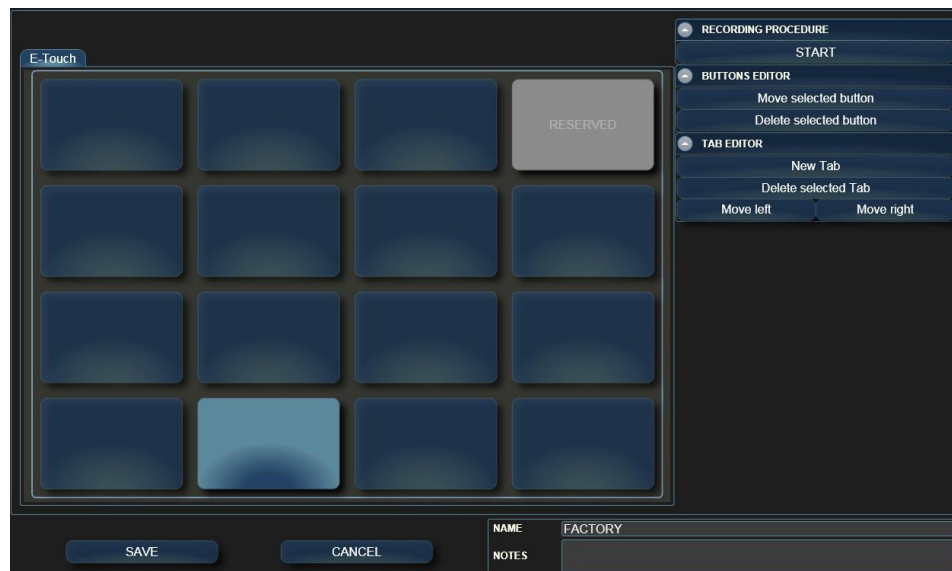 E-Touch
RESERVED
RECORDING PROCEDURE
START
BUTTONS EDITOR
Move selected button
Delete selected button
TAB EDITOR
New Tab
Delete selected Tab
Move left Move right
SAVE CANCEL
NAME FACTORY
NOTES